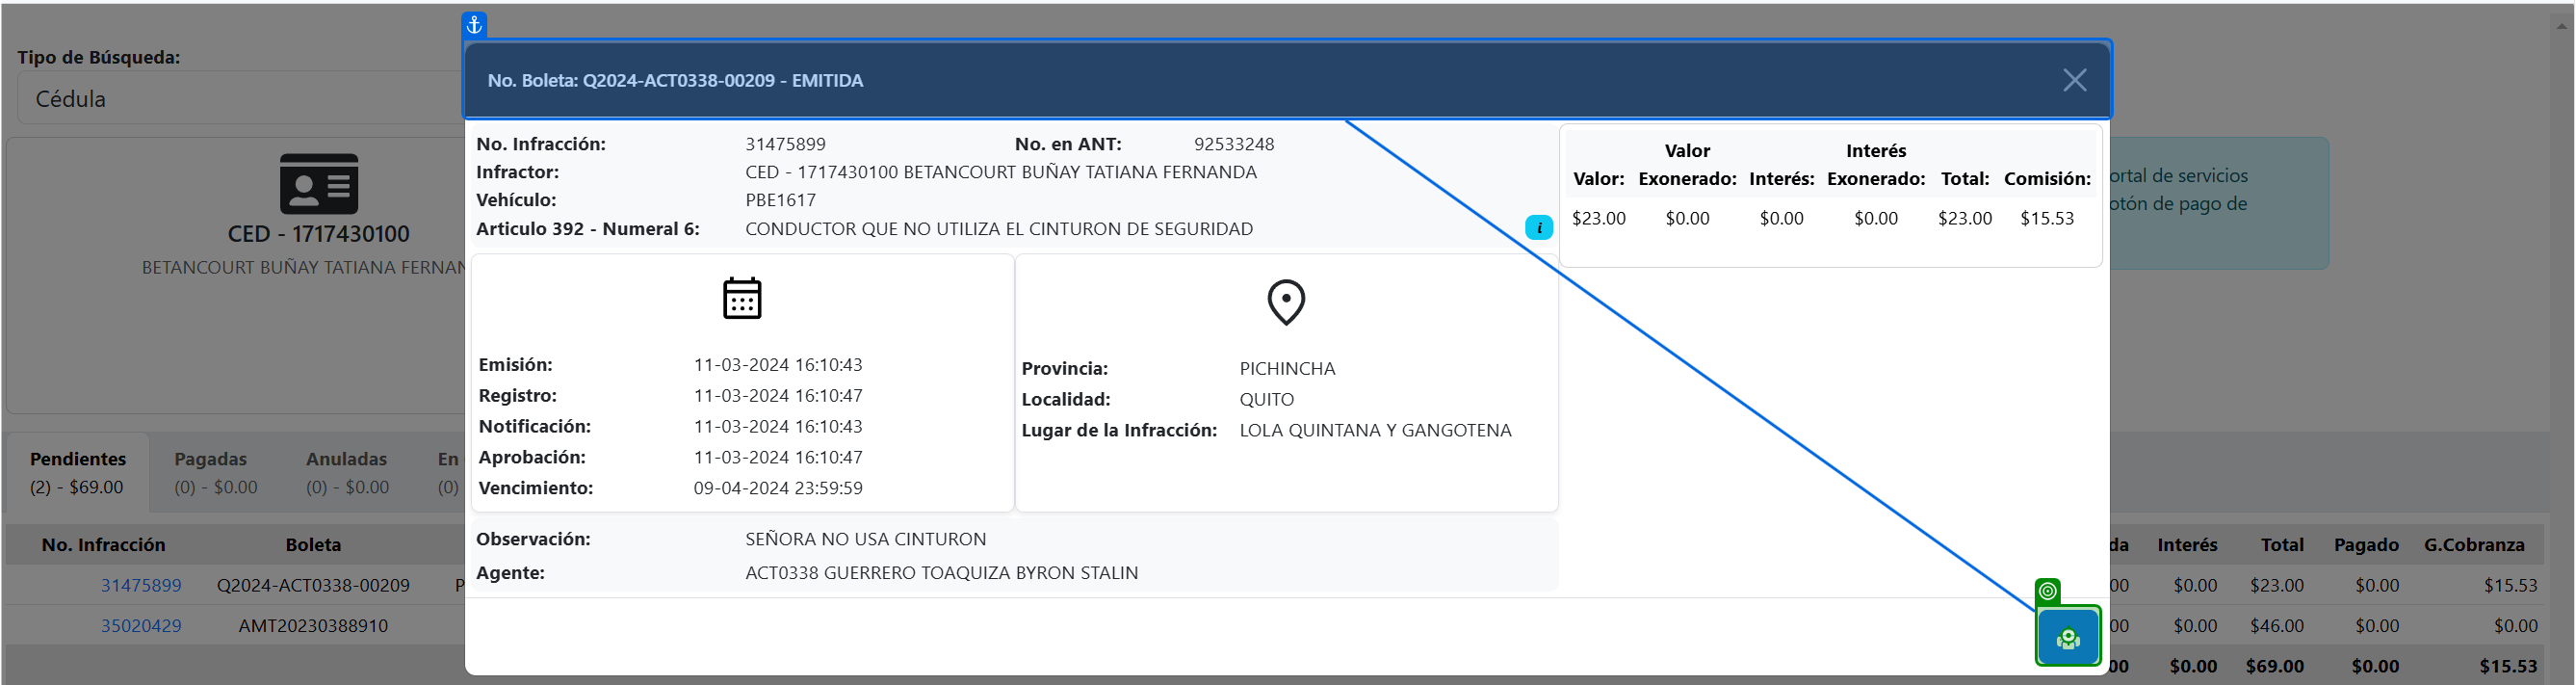 Tipo de Búsqueda:
Cédula
CED - 1717430100
BETANCOURT BUÑAY TATIANA FERNAN
ortal de servicios
otón de pago de
No. Boleta: Q2024-ACT0338-00209 - EMITIDA
No. Infracción: 31475899 No. en ANT: 92533248
Infractor: CED - 1717430100 BETANCOURT BUÑAY TATIANA FERNANDA
Vehículo: PBE1617
Articulo 392 - Numeral 6: CONDUCTOR QUE NO UTILIZA EL CINTURON DE SEGURIDAD
i
Valor: Valor Exonerado: Interés: Interés Exonerado: Total: Comisión:
$23.00 $0.00 $0.00 $0.00 $23.00 $15.53
Emisión: 11-03-2024 16:10:43
Registro: 11-03-2024 16:10:47
Notificación: 11-03-2024 16:10:43
Aprobación: 11-03-2024 16:10:47
Vencimiento: 09-04-2024 23:59:59
Provincia: PICHINCHA
Localidad: QUITO
Lugar de la Infracción: LOLA QUINTANA Y GANGOTENA
Observación: SEÑORA NO USA CINTURON
Agente: ACT0338 GUERRERO TOAQUIZA BYRON STALIN
Pendientes Pagadas Anuladas En
(2) - $69.00 (0) - $0.00 (0) - $0.00 (0)
No. Infracción Boleta da Interés Total Pagado G.Cobranza
31475899 Q2024-ACT0338-00209 P 00 $0.00 $23.00 $0.00 $15.53
35020429 AMT20230388910 00 $0.00 $46.00 $0.00 $0.00
00 $0.00 $69.00 $0.00 $15.53